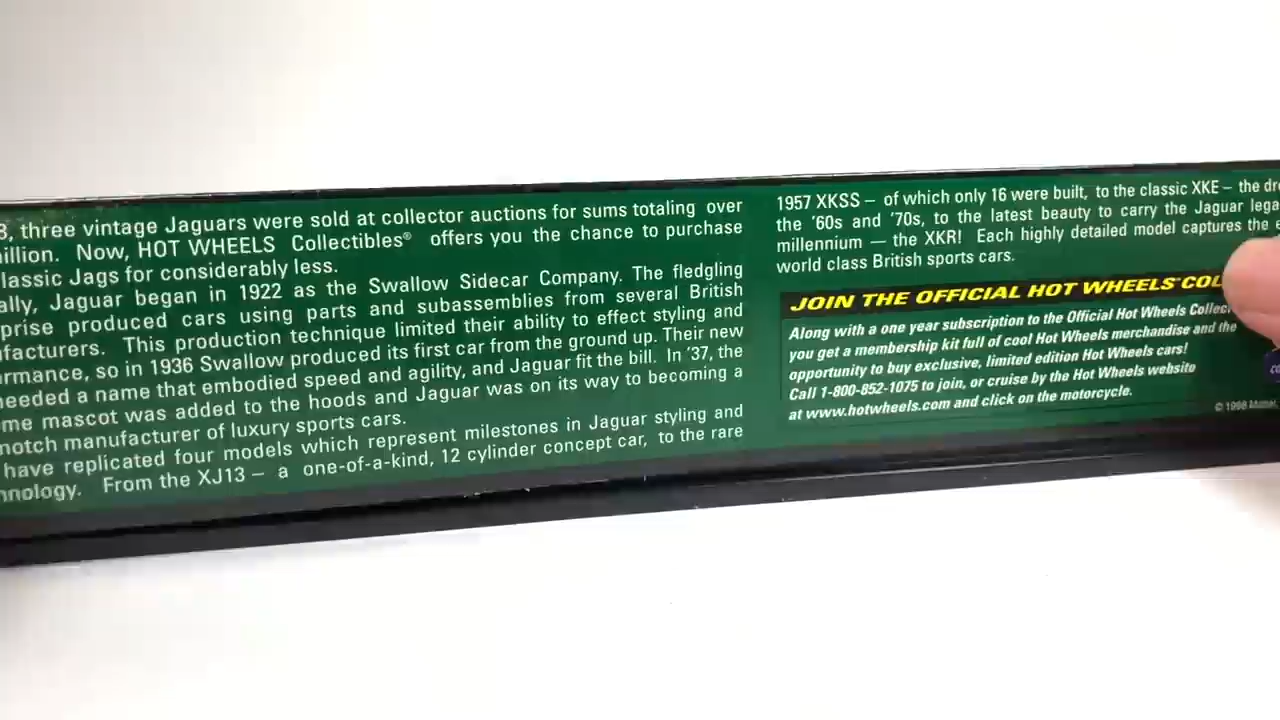 three vintage Jaguars were sold at collector auctions for sums totaling over
Now, HOT WHEELS Collectibles® offers you the chance to purchase
Jags for considerably less.
Jaguar began in 1922 as the Swallow Sidecar Company. The fledgling
produced cars using parts and subassemblies from several British
This production technique limited their ability to effect styling and
so in 1936 Swallow produced its first car from the ground up. Their new
needed a name that embodied speed and agility, and Jaguar fit the bill. In '37, the
mascot was added to the hoods and Jaguar was on its way to becoming a
notch manufacturer of luxury sports cars.
have replicated four models which represent milestones in Jaguar styling and
From the XJ13 – a one-of-a-kind, 12 cylinder concept car, to the rare
1957 XKSS – of which only 16 were built, to the classic XKE – the
the '60s and '70s, to the latest beauty to carry the Jaguar
millennium — the XKR! Each highly detailed model captures the
world class British sports cars.
JOIN THE OFFICIAL HOT WHEELS®
Along with a one year subscription to the Official Hot Wheels
you get a membership kit full of cool Hot Wheels merchandise and the
opportunity to buy exclusive, limited edition Hot Wheels cars!
Call 1-800-852-1075 to join, or cruise by the Hot Wheels website
at www.hotwheels.com and click on the motorcycle.
© 1998 Mattel,